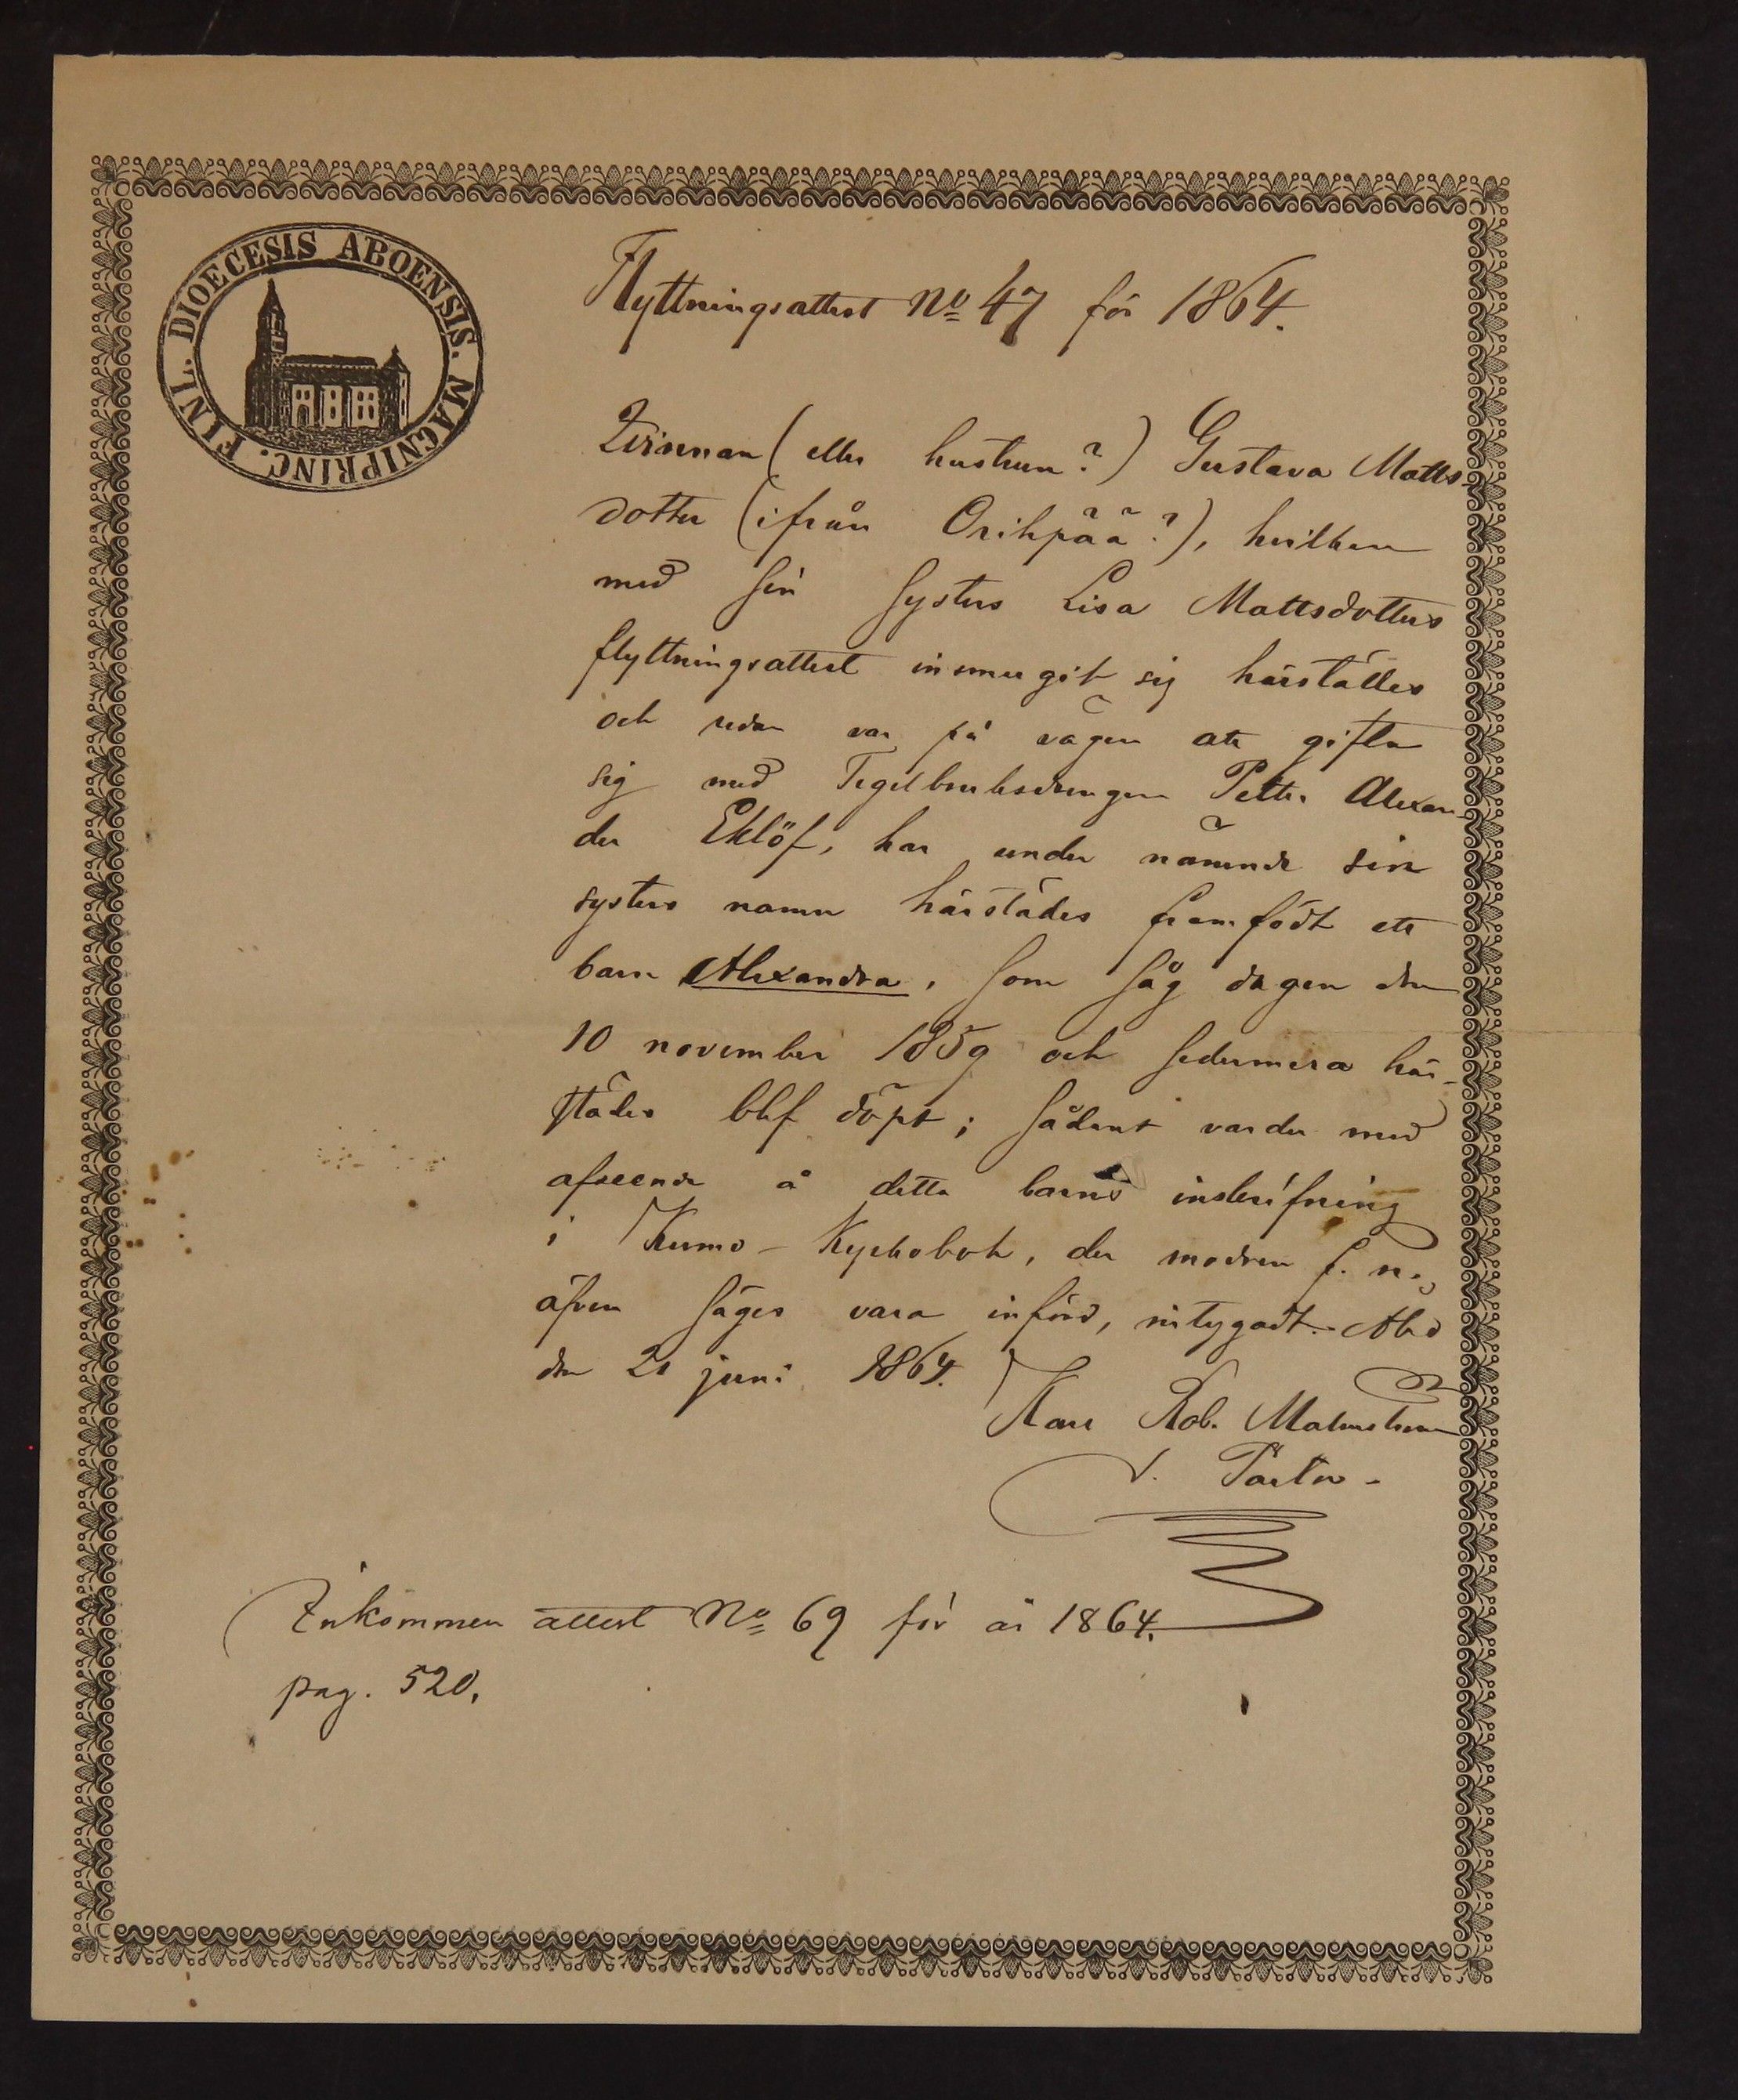 FINL. DIOECESIS ABOENSIS. MAGNIPRINC.
Flyttningsattest No 47 för 1864.
Qvinnan (eller hustrun?) Gustava Matts-
dotter (ifrån Orihpää?), hvilken
med sin systers Lisa Mattsdotters
flyttningsattest insmugit sig härstädes
och redan var på vägen att gifta
sig med Tegelbruksdrengen Petter Alexan-
der Eklöf, har under nämnde sin
systers namn härstädes framfödt ett
barn Alexandra, som såg dagen den
10 november 1859 och sedermera här-
städes blef döpt; sådant varder med
afseende å detta barns inskrifning
i Kumo-Kyrkobok, der modren f. n.,
äfven säges vara införd, intygadt. Åbo
den 21 juni 1864.
Karl Rob. Malmström
v. Pastor.
Inkommen attest No 69 för år 1864.
pag. 520.